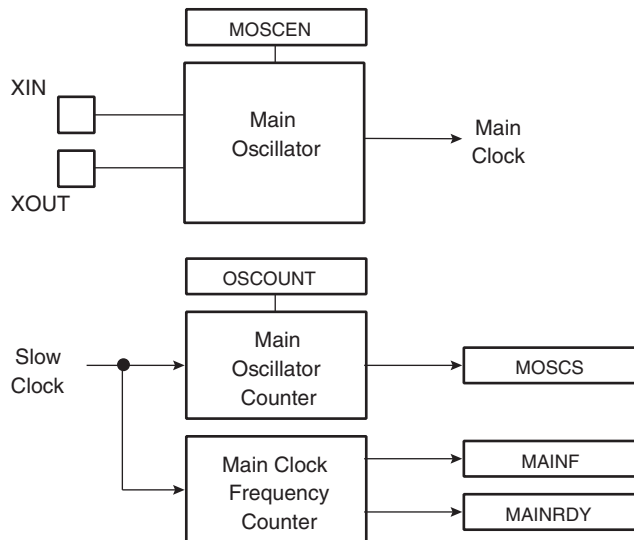 MOSCEN
XIN
Main
Oscillator
Main
Clock
XOUT
OSCOUNT
Slow
Clock
Main
Oscillator
Counter
MOSCS
Main Clock
Frequency
Counter
MAINF
MAINRDY